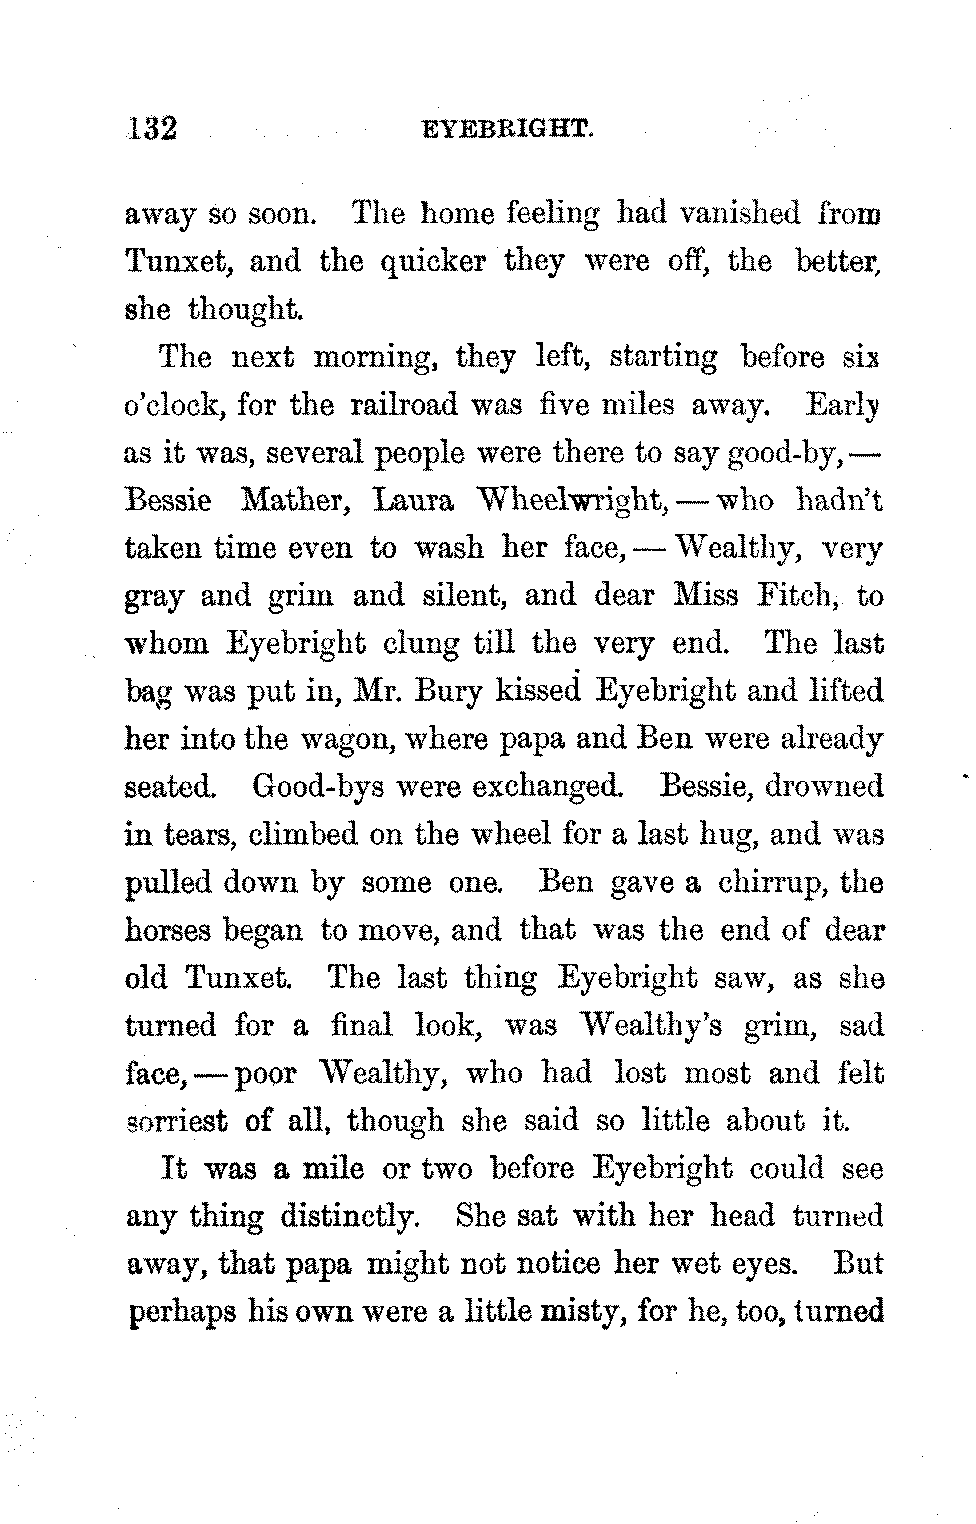 132 EYEBRIGHT.
away so soon. The home feeling had vanished from
Tunxet, and the quicker they were off, the better,
she thought.
The next morning, they left, starting before six
o'clock, for the railroad was five miles away. Early
as it was, several people were there to say good-by,—
Bessie Mather, Laura Wheelwright,—who hadn't
taken time even to wash her face,—Wealthy, very
gray and grim and silent, and dear Miss Fitch, to
whom Eyebright clung till the very end. The last
bag was put in, Mr. Bury kissed Eyebright and lifted
her into the wagon, where papa and Ben were already
seated. Good-bys were exchanged. Bessie, drowned
in tears, climbed on the wheel for a last hug, and was
pulled down by some one. Ben gave a chirrup, the
horses began to move, and that was the end of dear
old Tunxet. The last thing Eyebright saw, as she
turned for a final look, was Wealthy's grim, sad
face,—poor Wealthy, who had lost most and felt
sorriest of all, though she said so little about it.
It was a mile or two before Eyebright could see
any thing distinctly. She sat with her head turned
away, that papa might not notice her wet eyes. But
perhaps his own were a little misty, for he, too, turned